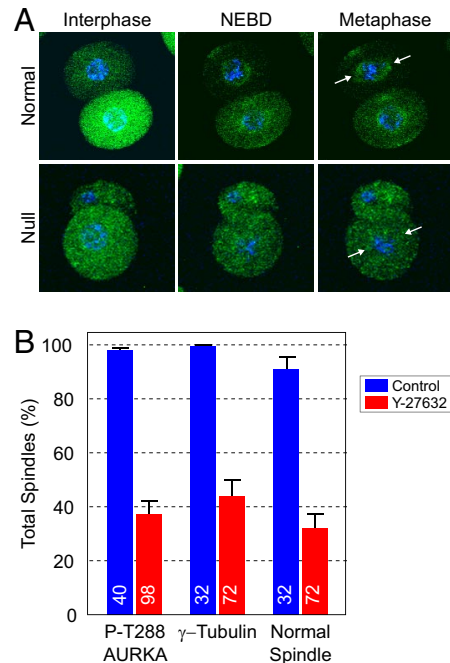 A
Interphase NEBD Metaphase
Normal
Null
B
Total Spindles (%)
100
80
60
40
20
0
40 98 32 72 32 72
P-T288 γ–Tubulin Normal
AURKA Spindle
Control
Y-27632